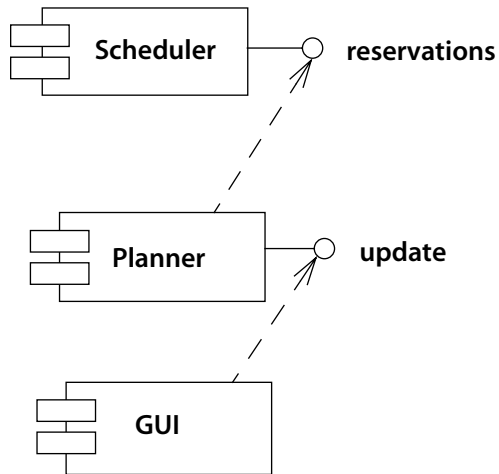 Scheduler
reservations
Planner
update
GUI